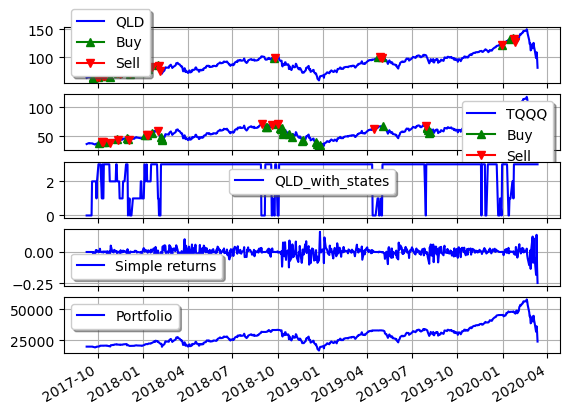 150
100
QLD
Buy
Sell
100
50
TQQQ
Buy
Sell
2
0
QLD_with_states
0.00
−0.25
Simple returns
50000
25000
Portfolio
2017-10
2018-01
2018-04
2018-07
2018-10
2019-01
2019-04
2019-07
2019-10
2020-01
2020-04